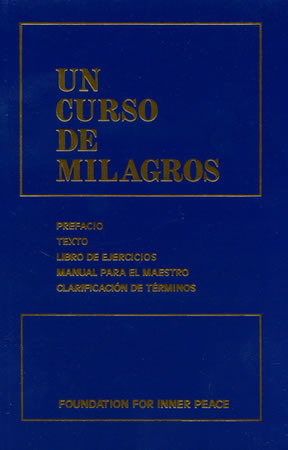 UN
CURSO
DE
MILAGROS
PREFACIO
TEXTO
LIBRO DE EJERCICIOS
MANUAL PARA EL MAESTRO
CLARIFICACIÓN DE TÉRMINOS
FOUNDATION FOR INNER PEACE